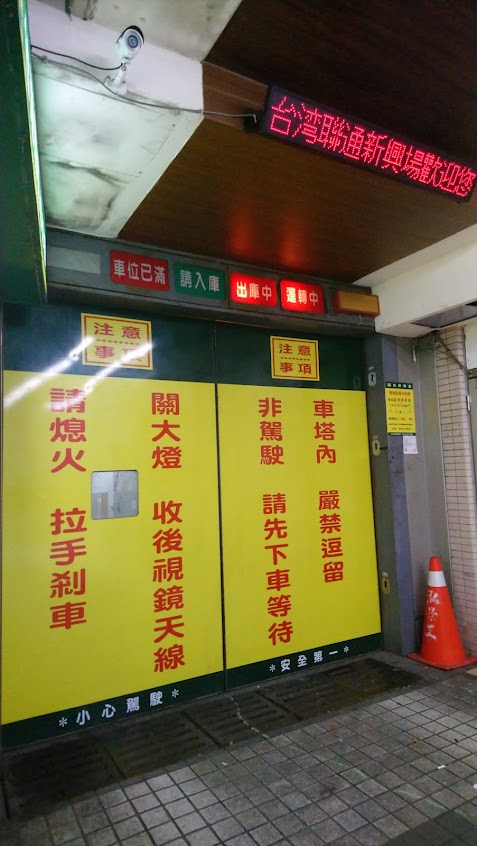 台湾聯通新興場歡迎您
車位已滿
請入庫
出庫中
運轉中
注意
事項
關大燈 收後視鏡天線
請熄火 拉手剎車
＊小心駕駛＊
注意
事項
車塔內 嚴禁逗留
非駕駛 請先下車等待
＊安全第一＊